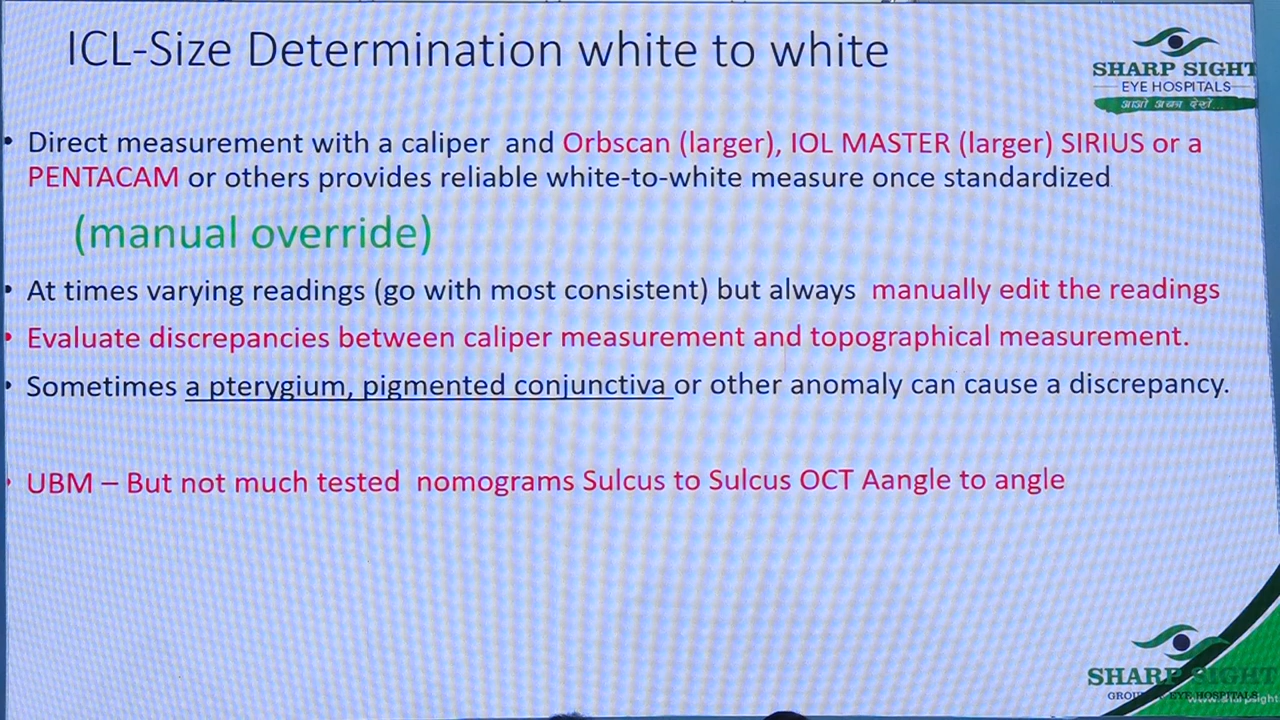 ICL-Size Determination white to white
SHARP SIGHT
EYE HOSPITALS
आओ अच्छा देखें...
• Direct measurement with a caliper and Orbscan (larger), IOL MASTER (larger) SIRIUS or a
PENTACAM or others provides reliable white-to-white measure once standardized
(manual override)
• At times varying readings (go with most consistent) but always manually edit the readings
• Evaluate discrepancies between caliper measurement and topographical measurement.
• Sometimes a pterygium, pigmented conjunctiva or other anomaly can cause a discrepancy.
• UBM – But not much tested nomograms Sulcus to Sulcus OCT Aangle to angle
SHARP SIGHT
EYE HOSPITALS